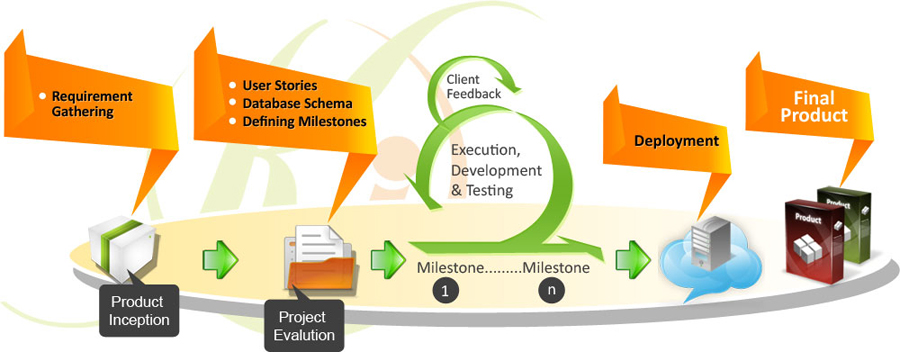 Requirement
Gathering
User Stories
Database Schema
Defining Milestones
Client
Feedback
Execution,
Development
& Testing
Deployment
Final
Product
Product
Product
Milestone.........Milestone
1
n
Product
Inception
Project
Evalution